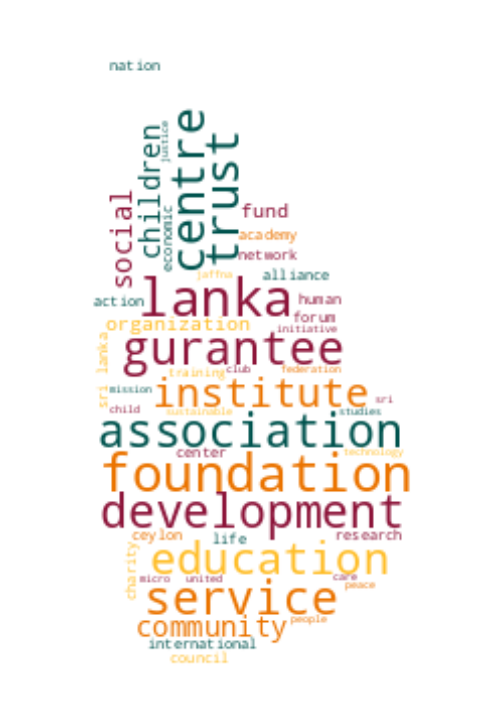 nation
centre
trust
children
justice
social
economic
fund
academy
network
jaffna
alliance
lanka
action
human
forum
organization
initiative
gurantee
sri lanka
training
club
federation
institute
mission
sri
child
sustainable
studies
association
center
technology
foundation
development
ceylon
life
research
education
charity
micro
united
care
peace
service
community
people
international
council